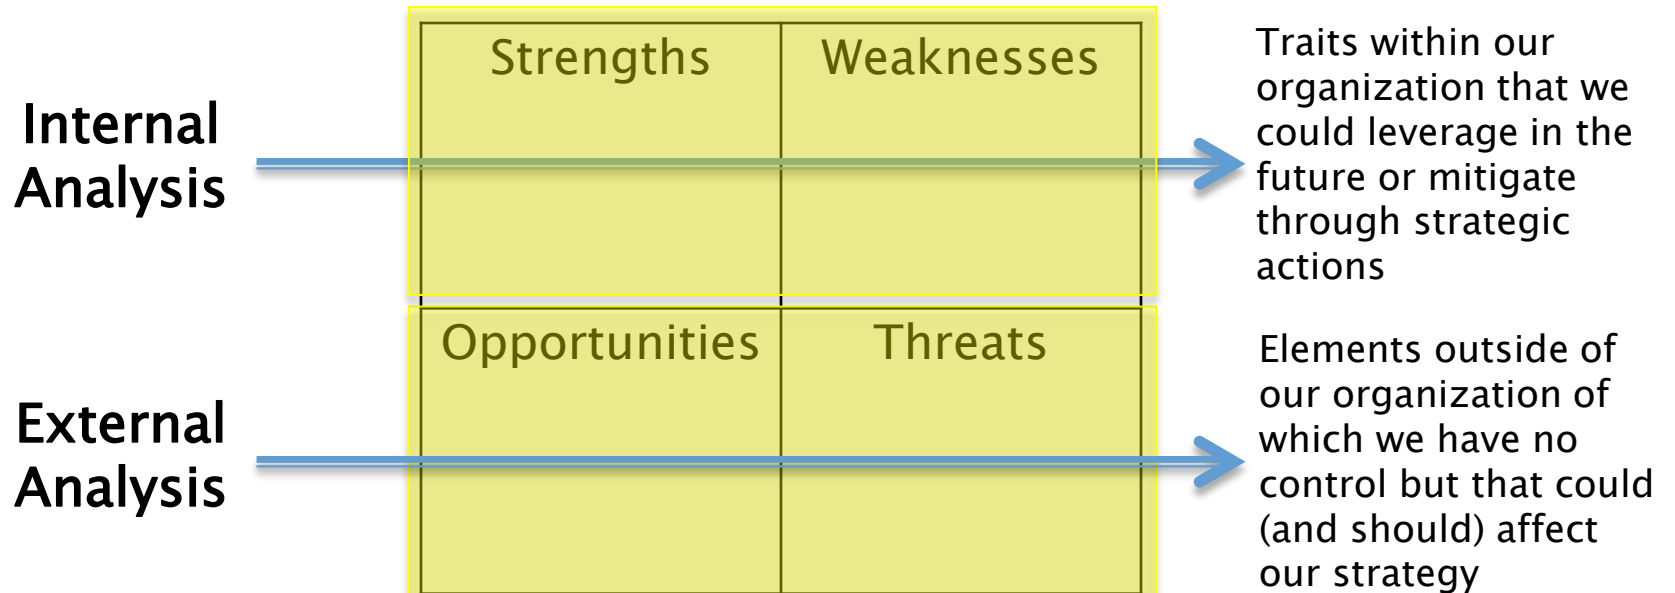 Strengths
Weaknesses
Internal
Analysis
Traits within our
organization that we
could leverage in the
future or mitigate
through strategic
actions
Opportunities
Threats
External
Analysis
Elements outside of
our organization of
which we have no
control but that could
(and should) affect
our strategy